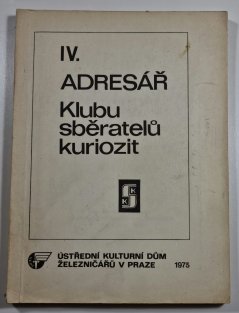 IV.
ADRESÁŘ
Klubu
sběratelů
kuriozit
ÚSTŘEDNÍ KULTURNÍ DŮM
ŽELEZNIČÁŘŮ V PRAZE 1975